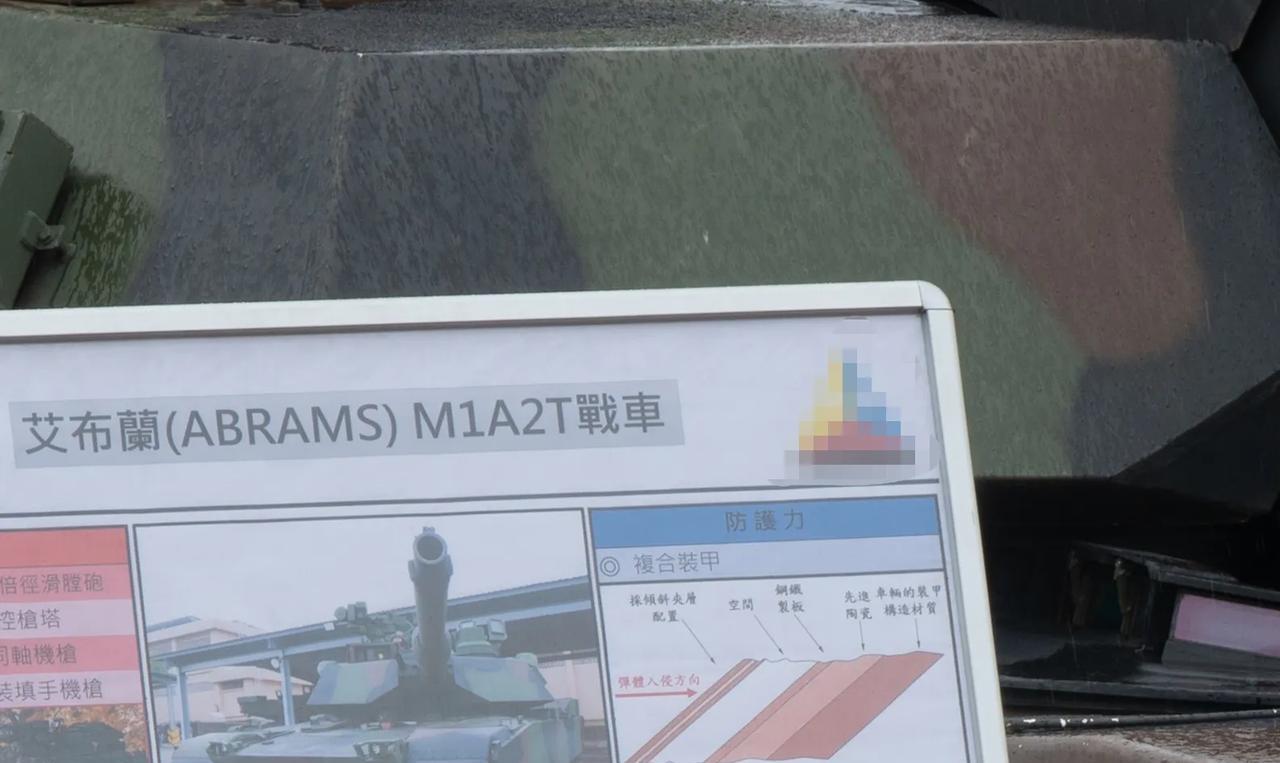 艾布蘭(ABRAMS) M1A2T戰車
倍徑滑膛砲
控槍塔
同軸機槍
裝填手機槍
防護力
◎ 複合裝甲
採傾斜夾層
配置
空間
鋼鐵
製板
先進
陶瓷
車輛的裝甲
構造材質
彈體入侵方向